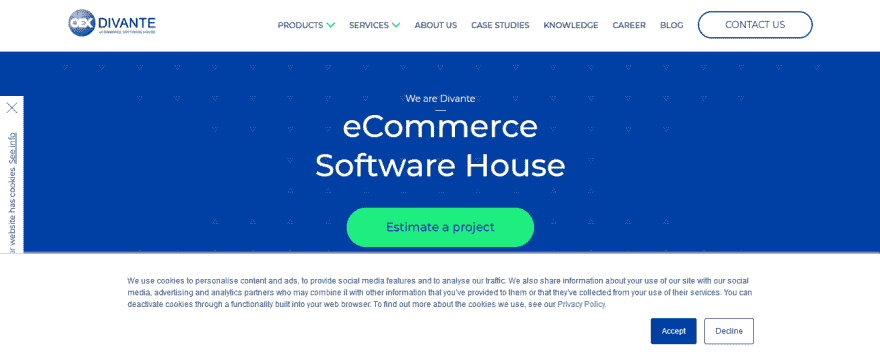 OEX DIVANTE
eCOMMERCE SOFTWARE HOUSE
PRODUCTS SERVICES ABOUT US CASE STUDIES KNOWLEDGE CAREER BLOG CONTACT US
We are Divante
eCommerce
Software House
Estimate a project
website has cookies. See info
We use cookies to personalise content and ads, to provide social media features and to analyse our traffic. We also share information about your use of our site with our social
media, advertising and analytics partners who may combine it with other information that you've provided to them or that they've collected from your use of their services. You can
deactivate cookies through a functionality built into your web browser. To find out more about the cookies we use, see our Privacy Policy.
Accept Decline